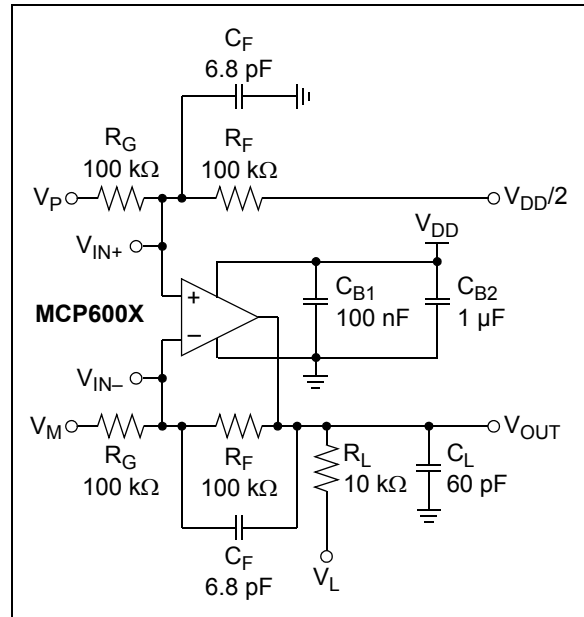 C_F
6.8 pF
R_G
100 kΩ
R_F
100 kΩ
V_P
V_DD/2
V_IN+
V_DD
MCP600X
+
−
C_B1
100 nF
C_B2
1 µF
V_IN–
V_M
V_OUT
R_G
100 kΩ
R_F
100 kΩ
R_L
10 kΩ
C_L
60 pF
C_F
6.8 pF
V_L